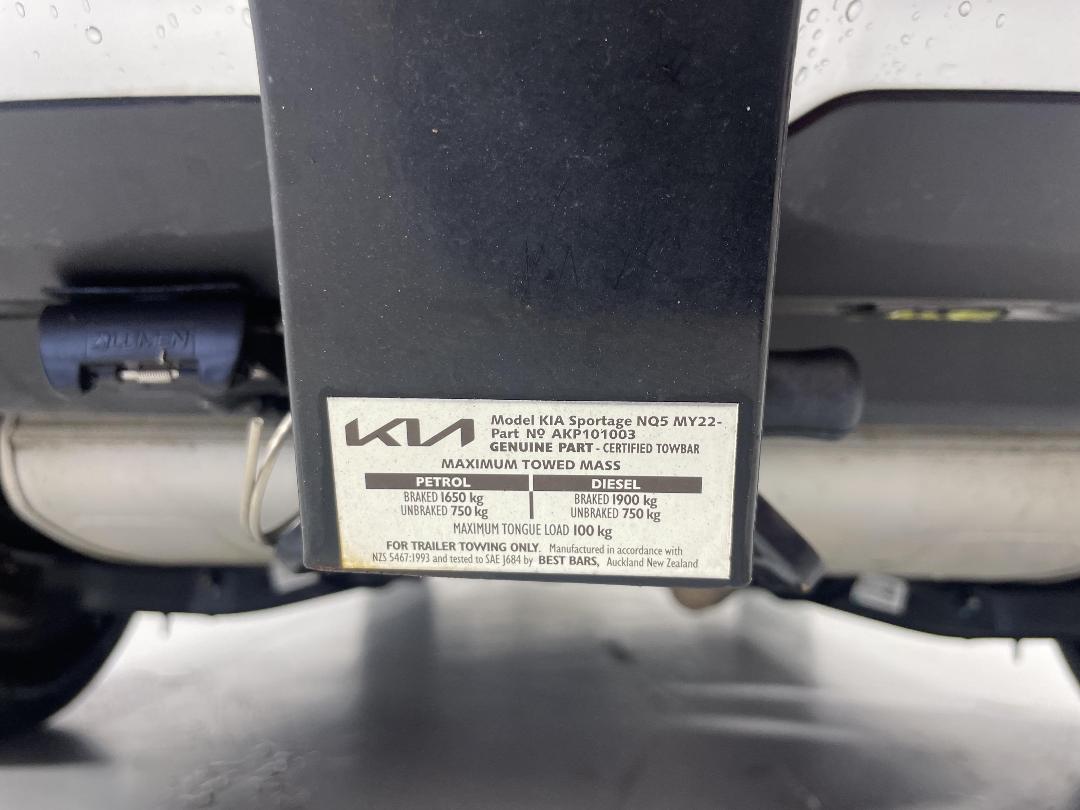 KIA
Model KIA Sportage NQ5 MY22-
Part Nº AKP101003
GENUINE PART - CERTIFIED TOWBAR
MAXIMUM TOWED MASS
PETROL DIESEL
BRAKED 1650 kg BRAKED 1900 kg
UNBRAKED 750 kg UNBRAKED 750 kg
MAXIMUM TONGUE LOAD 100 kg
FOR TRAILER TOWING ONLY. Manufactured in accordance with
NZS 5467:1993 and tested to SAE J684 by BEST BARS, Auckland New Zealand